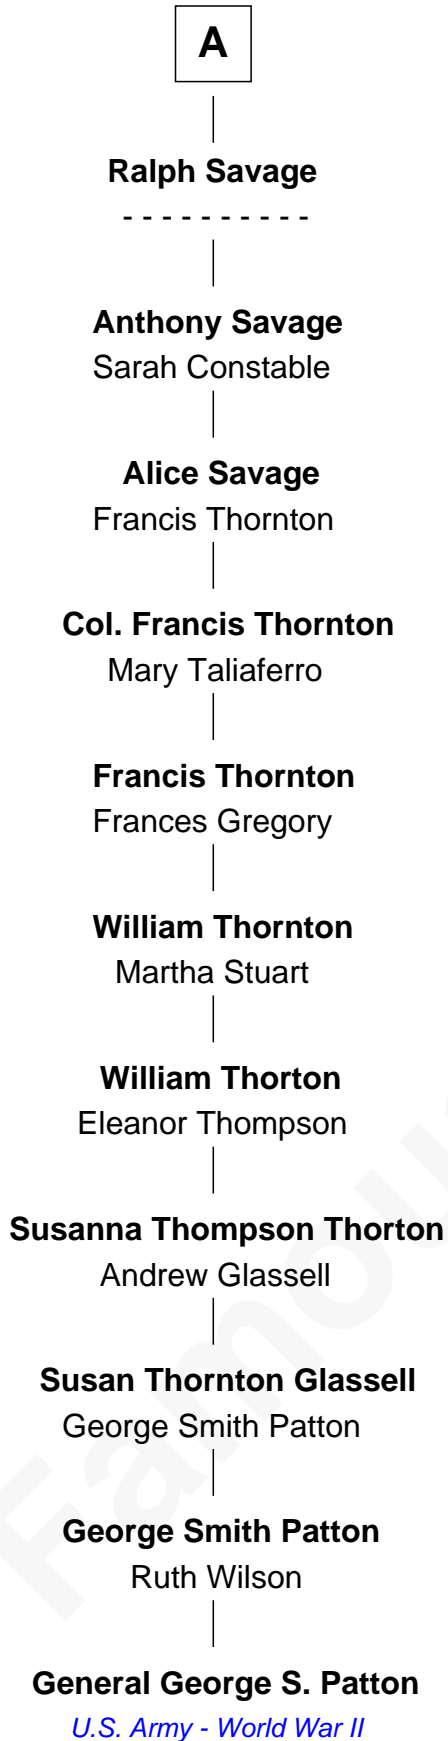 A
Ralph Savage
- - - - - - - - - -
Anthony Savage
Sarah Constable
Alice Savage
Francis Thornton
Col. Francis Thornton
Mary Taliaferro
Francis Thornton
Frances Gregory
William Thornton
Martha Stuart
William Thorton
Eleanor Thompson
Susanna Thompson Thorton
Andrew Glassell
Susan Thornton Glassell
George Smith Patton
George Smith Patton
Ruth Wilson
General George S. Patton
U.S. Army - World War II
Famou